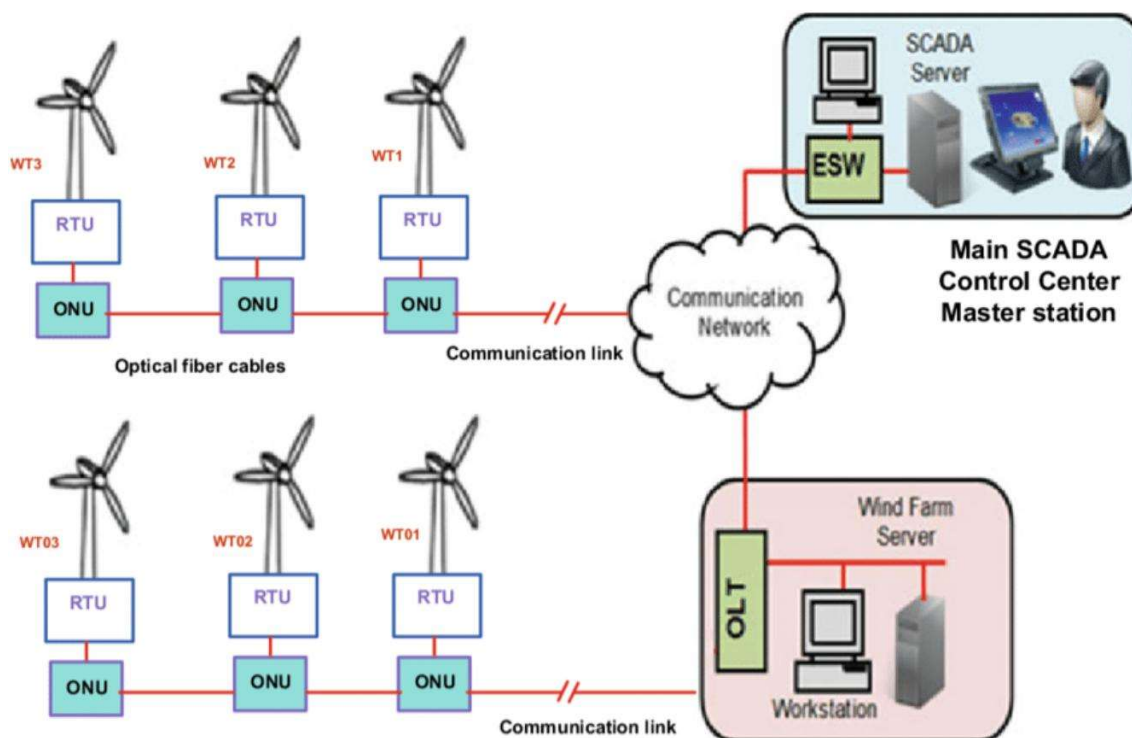 SCADA
Server
WT3
WT2
WT1
ESW
RTU
RTU
RTU
Main SCADA
Control Center
Master station
ONU
ONU
ONU
Communication
Network
Optical fiber cables
Communication link
Wind Farm
Server
WT03
WT02
WT01
OLT
RTU
RTU
RTU
ONU
ONU
ONU
Workstation
Communication link